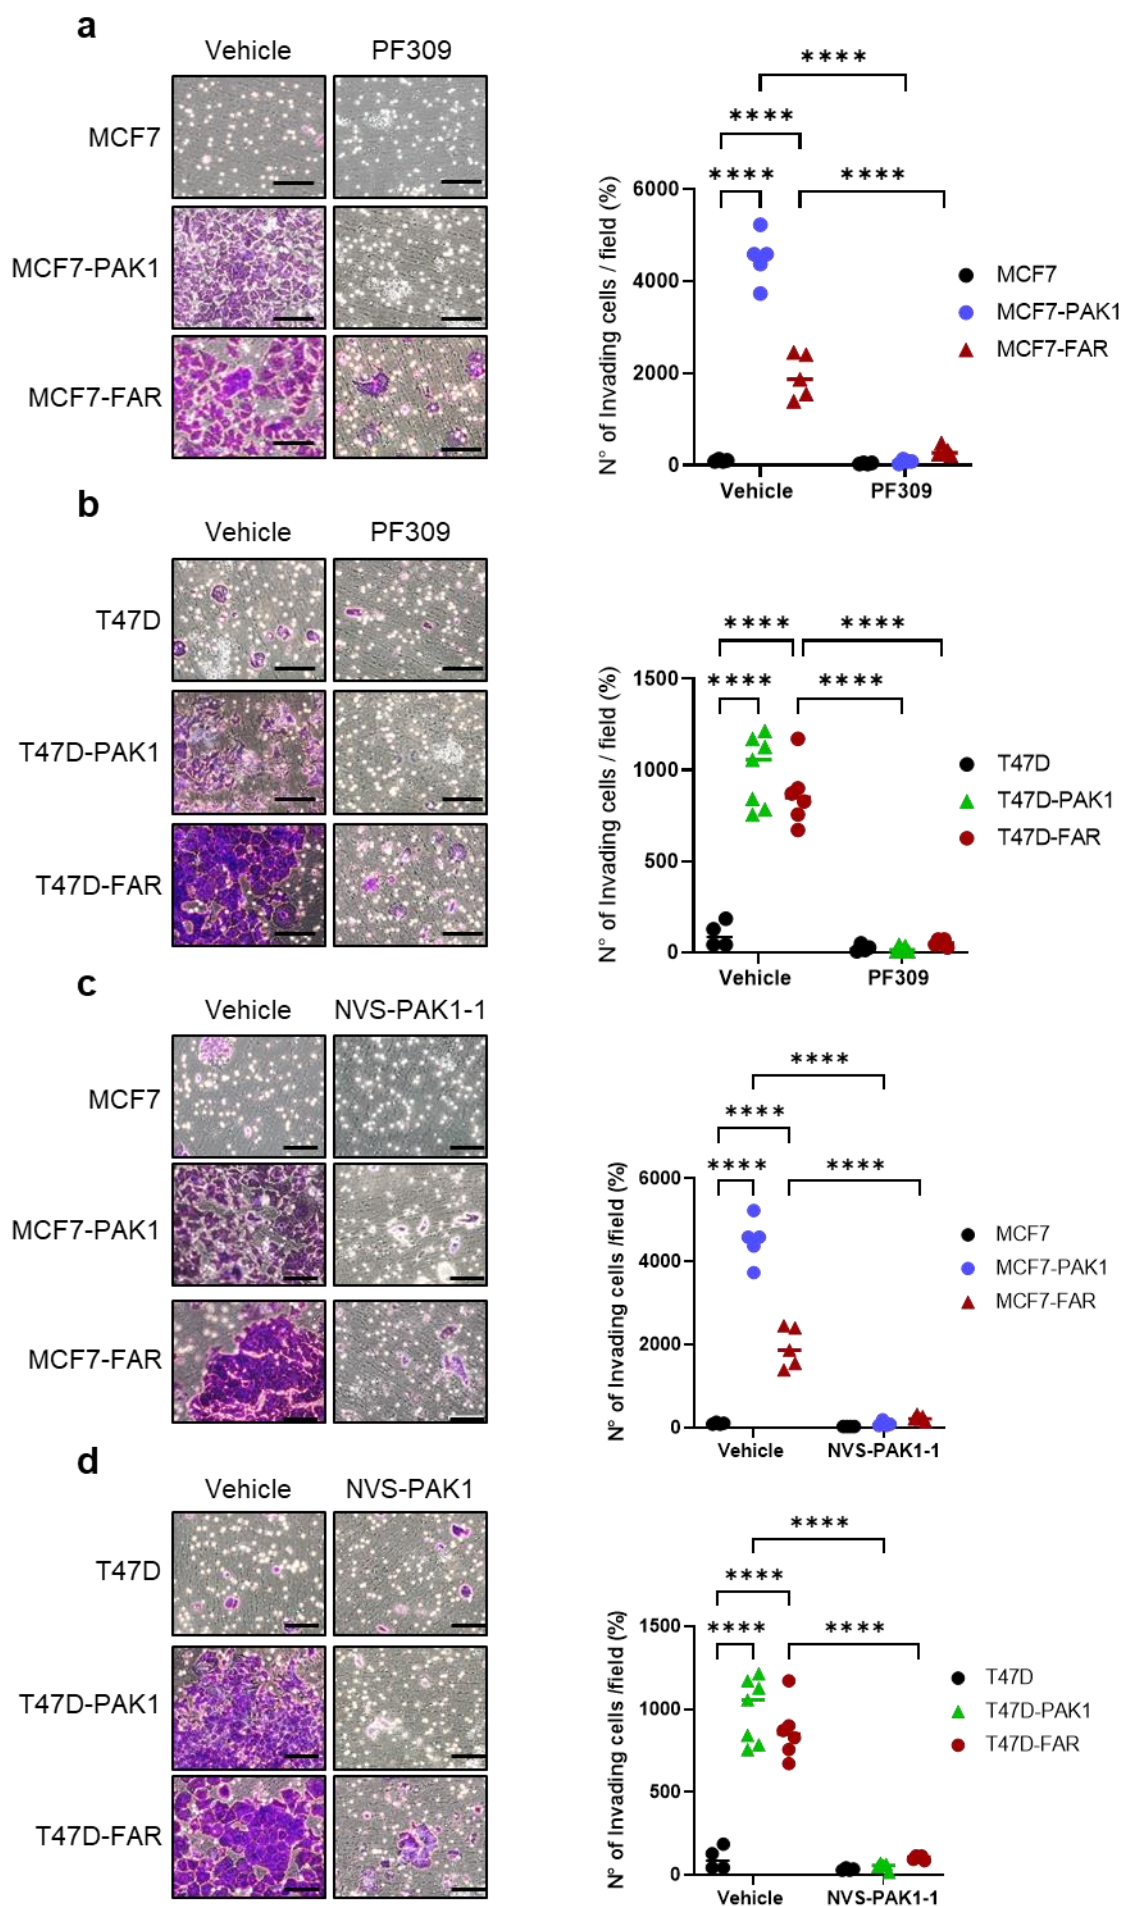 a
Vehicle PF309
MCF7
MCF7-PAK1
MCF7-FAR
****
****
**** ****
N° of Invading cells / field (%)
6000
4000
2000
0
Vehicle PF309
MCF7
MCF7-PAK1
MCF7-FAR
b
Vehicle PF309
T47D
T47D-PAK1
T47D-FAR
**** ****
**** ****
N° of Invading cells / field (%)
1500
1000
500
0
Vehicle PF309
T47D
T47D-PAK1
T47D-FAR
c
Vehicle NVS-PAK1-1
MCF7
MCF7-PAK1
MCF7-FAR
****
****
**** ****
N° of Invading cells /field (%)
6000
4000
2000
0
Vehicle NVS-PAK1-1
MCF7
MCF7-PAK1
MCF7-FAR
d
Vehicle NVS-PAK1
T47D
T47D-PAK1
T47D-FAR
****
****
**** ****
N° of Invading cells /field (%)
1500
1000
500
0
Vehicle NVS-PAK1-1
T47D
T47D-PAK1
T47D-FAR